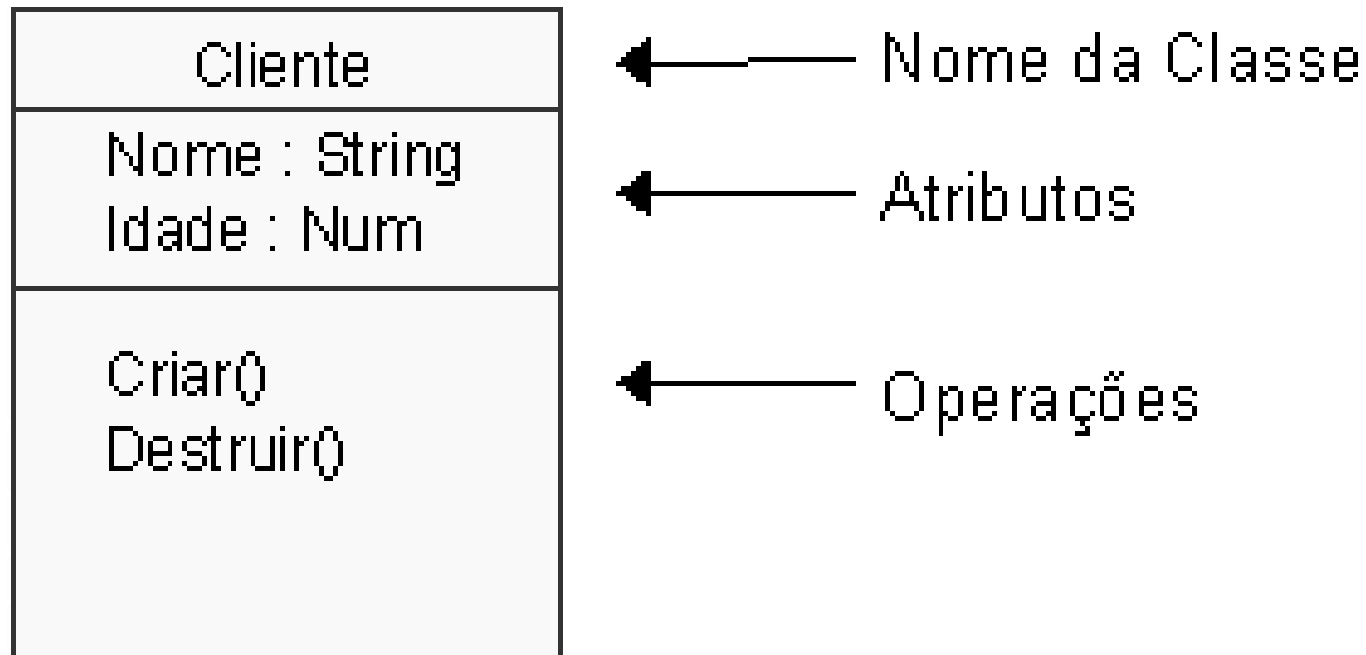 Cliente
Nome da Classe
Nome : String
Idade : Num
Atributos
Criar()
Destruir()
Operações